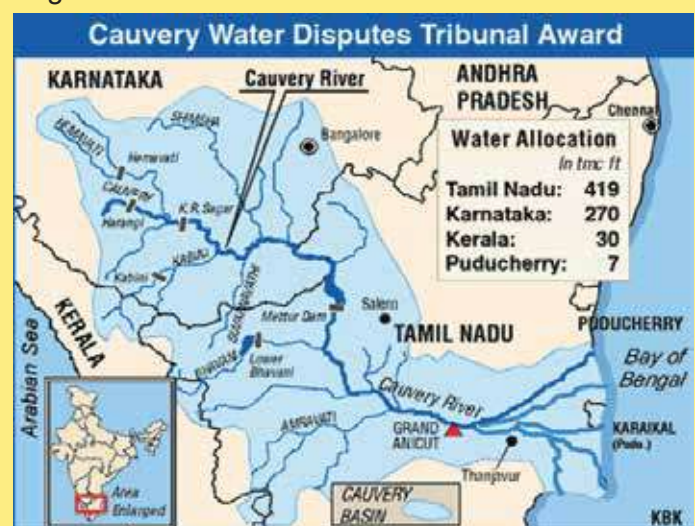 Cauvery Water Disputes Tribunal Award
KARNATAKA
Cauvery River
ANDHRA
PRADESH
Chennai
HEMAVATI
SHIMSHA
Bangalore
Hemavati
Water Allocation
In tmc ft
Tamil Nadu: 419
Karnataka: 270
Kerala: 30
Puducherry: 7
CAUVERY
Harangi
K.R. Sagar
Kabini
KABINI
Mettur Dam
Salem
KERALA
TAMIL NADU
PUDUCHERRY
Bay of
Bengal
BHAVANI
Lower
Bhavani
Arabian Sea
Cauvery River
AMRAVATI
GRAND
ANICUT
KARAIKAL
(Pudu.)
Thanjavur
Area
Enlarged
CAUVERY
BASIN
KBK